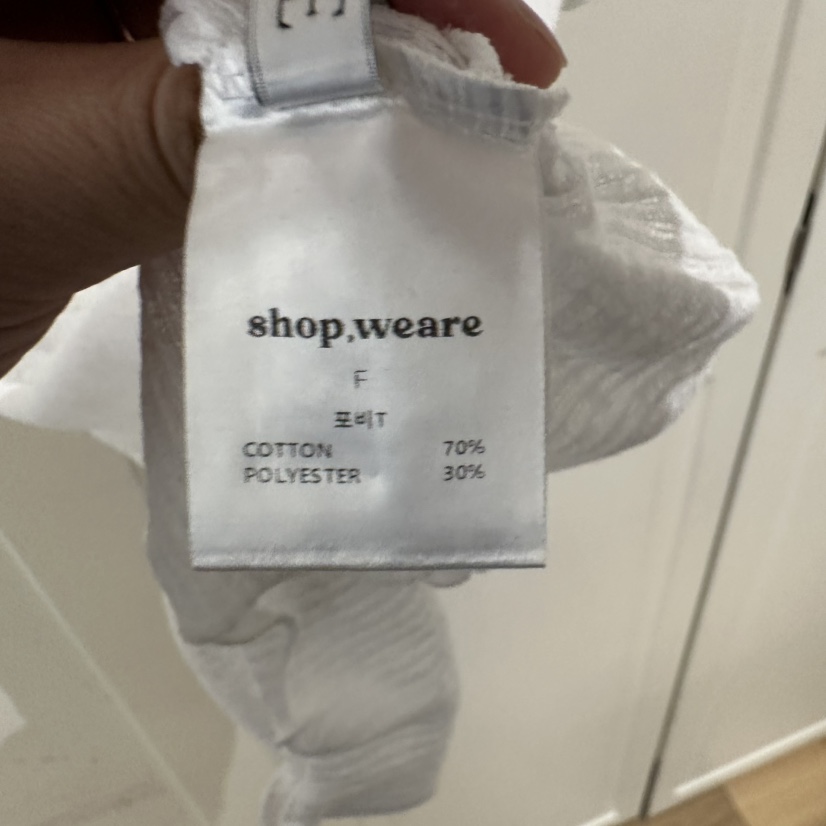 shop,weare
F
포비T
COTTON 70%
POLYESTER 30%